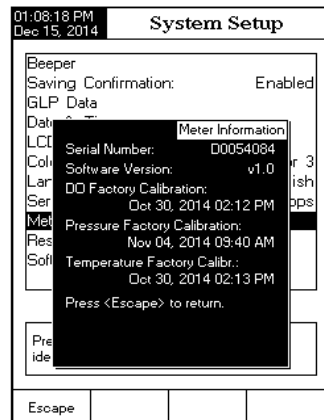 01:08:18 PM
Dec 15, 2014
System Setup
Beeper
Saving Confirmation: Enabled
GLP Data
Meter Information
Serial Number: D0054084
Software Version: v1.0
DO Factory Calibration:
Oct 30, 2014 02:12 PM
Pressure Factory Calibration:
Nov 04, 2014 09:40 AM
Temperature Factory Calibr.:
Oct 30, 2014 02:13 PM
Press <Escape> to return.
Escape